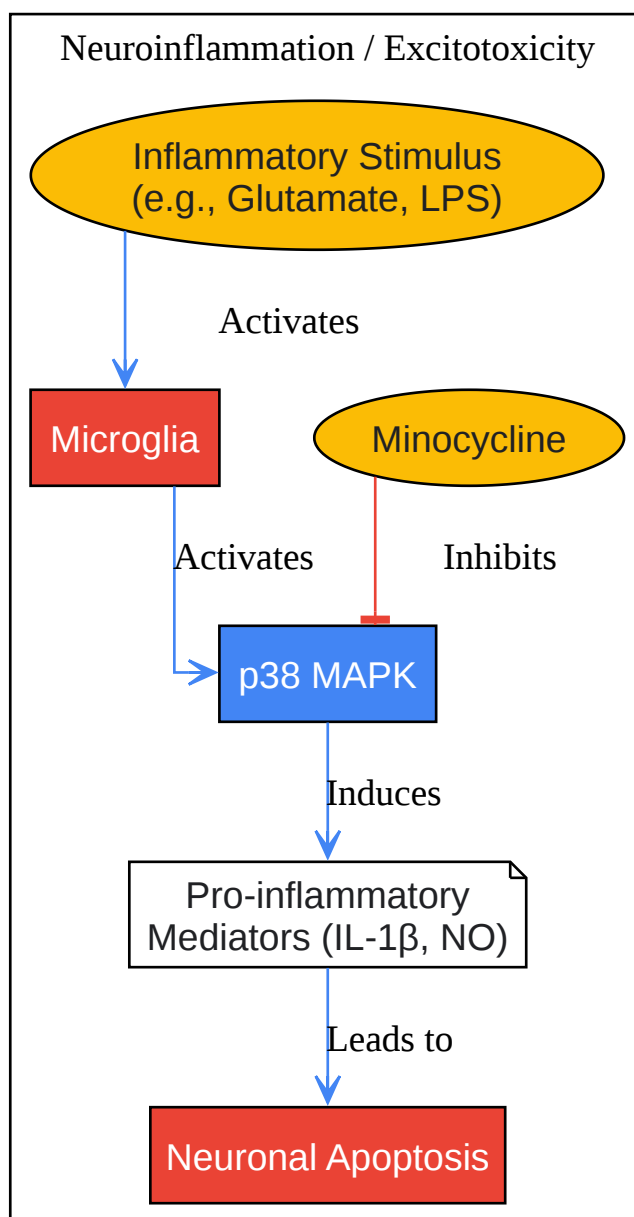 Neuroinflammation / Excitotoxicity
Inflammatory Stimulus
(e.g., Glutamate, LPS)
Activates
Microglia
Minocycline
Activates
Inhibits
p38 MAPK
Induces
Pro-inflammatory
Mediators (IL-1β, NO)
Leads to
Neuronal Apoptosis